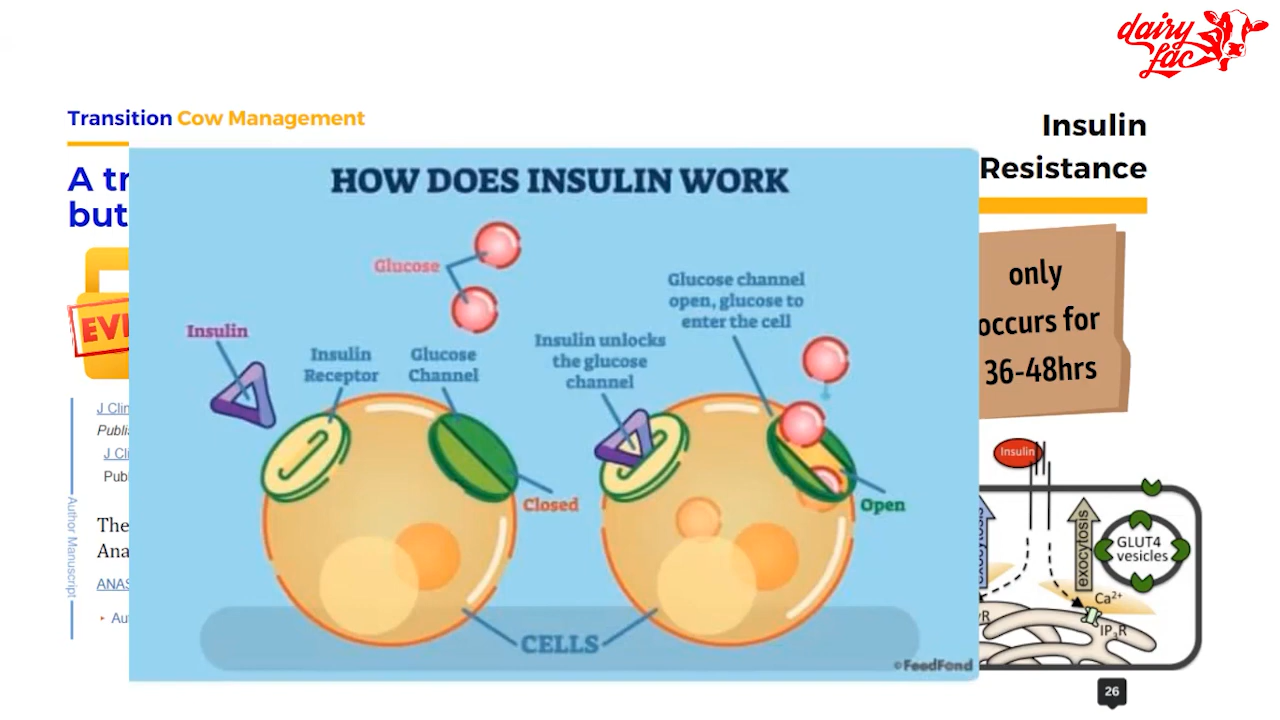 dairy
fac
Transition Cow Management
Insulin
Resistance
A tr
but
HOW DOES INSULIN WORK
Glucose
Glucose channel
open, glucose to
enter the cell
only
occurs for
36-48hrs
Insulin
Insulin
Receptor
Glucose
Channel
Insulin unlocks
the glucose
channel
J Clin
Publi
J Cli
Publ
Author Manuscript
Insulin
Closed
Open
exocytosis
GLUT4
vesicles
The
Ana
ANAS
Au
Ca²⁺
IP₃R
CELLS
©FeedFond
26